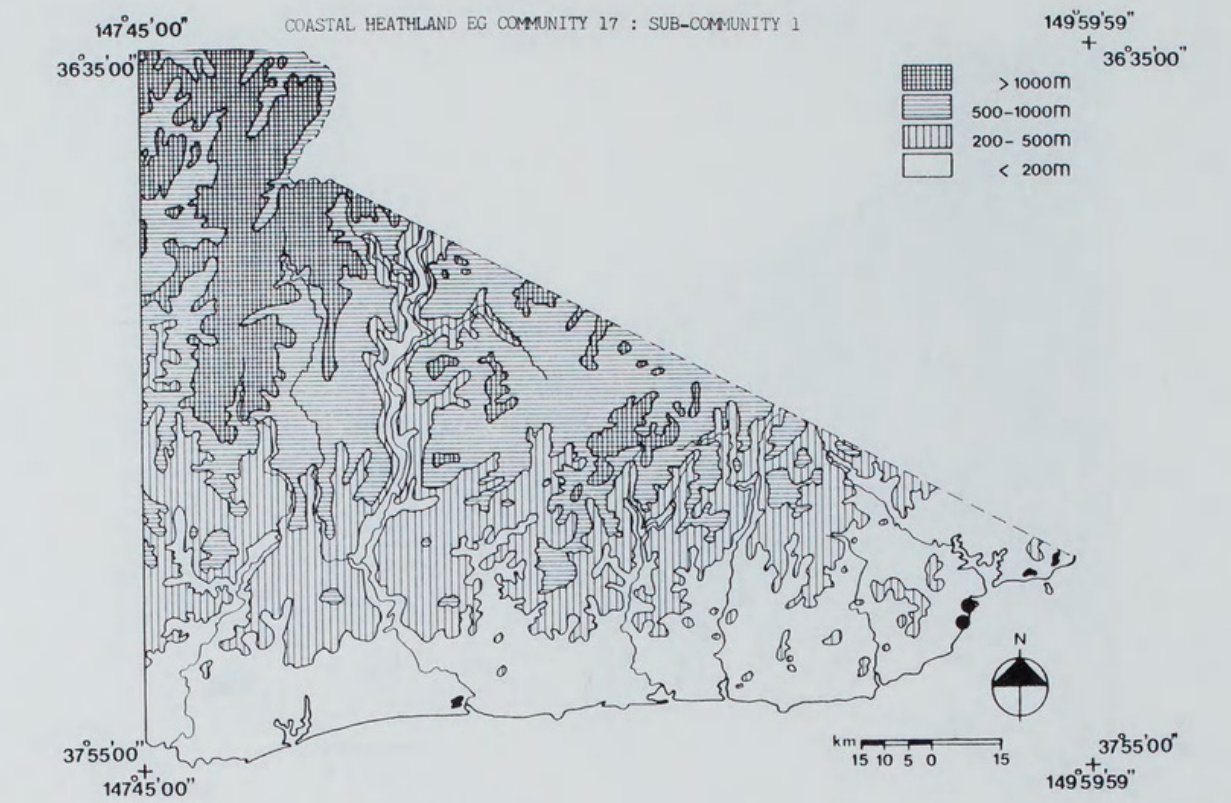 COASTAL HEATHLAND EG COMMUNITY 17 : SUB-COMMUNITY 1
147°45'00"
36°35'00"
149°59'59"
36°35'00"
>1000m
500-1000m
200- 500m
< 200m
N
km
15 10 5 0 15
37°55'00"
147°45'00"
37°55'00"
149°59'59"